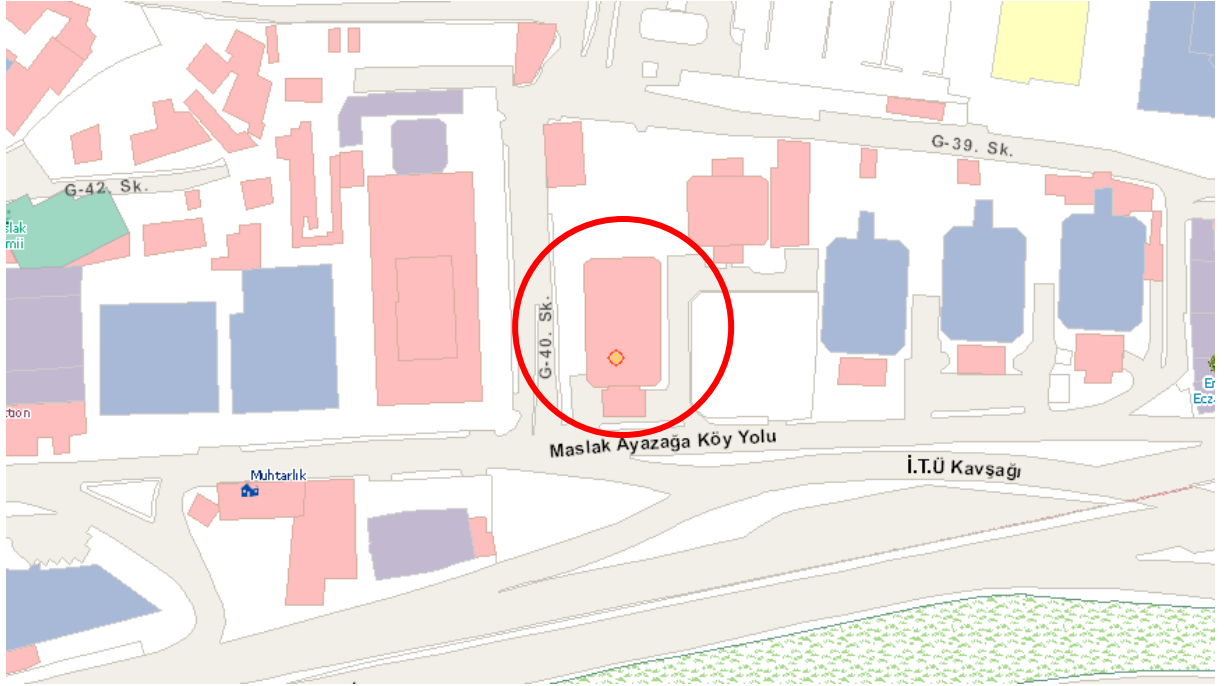 G-39. Sk.
G-42. Sk.
G-40. Sk.
Maslak Ayazağa Köy Yolu
İ.T.Ü Kavşağı
Muhtarlık